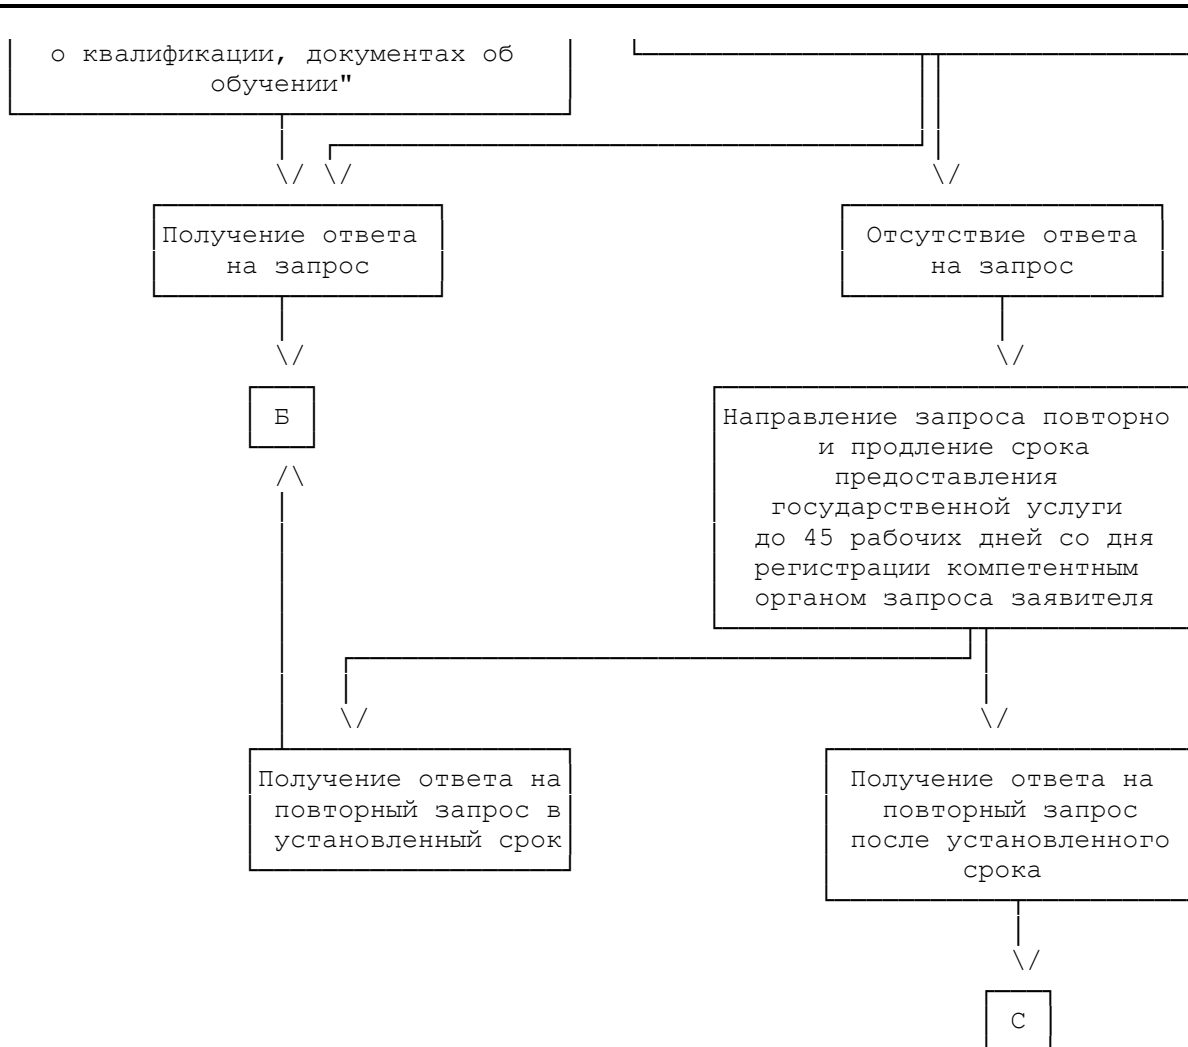 о квалификации, документах об
обучении"
Получение ответа
на запрос
Отсутствие ответа
на запрос
Б
Направление запроса повторно
и продление срока
предоставления
государственной услуги
до 45 рабочих дней со дня
регистрации компетентным
органом запроса заявителя
Получение ответа на
повторный запрос в
установленный срок
Получение ответа на
повторный запрос
после установленного
срока
С